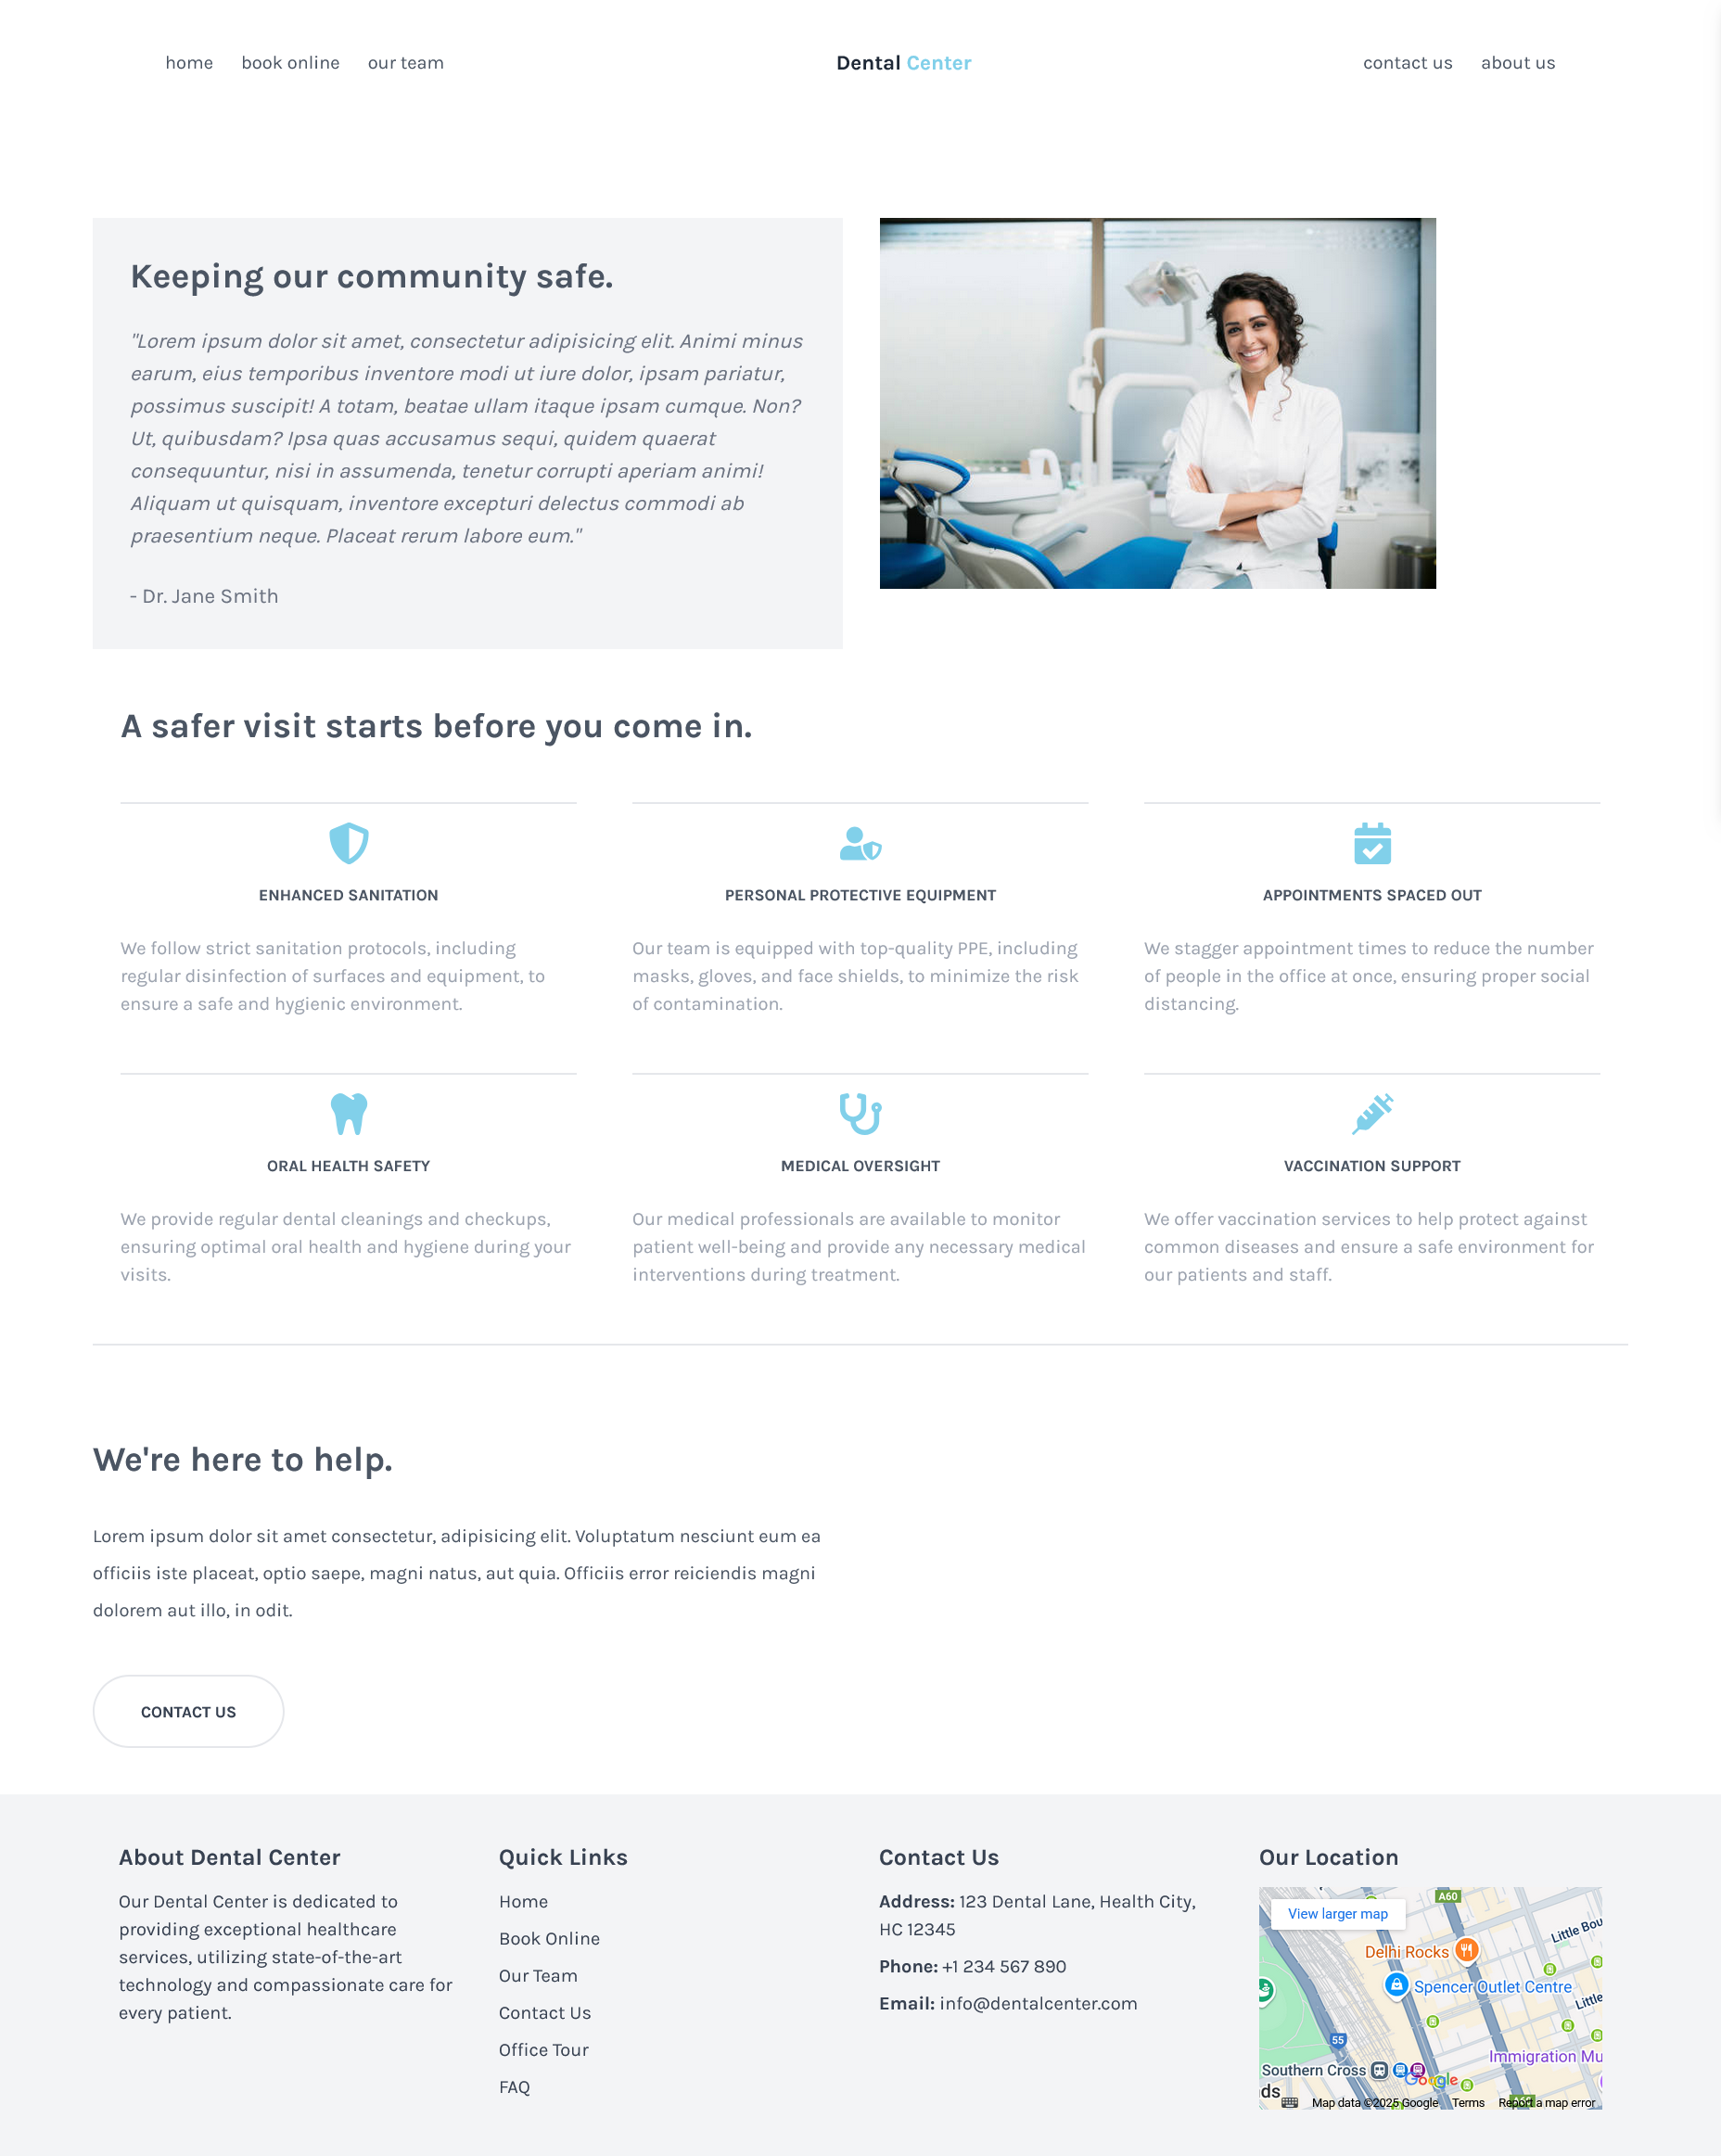 home book online our team Dental Center contact us about us
Keeping our community safe.
"Lorem ipsum dolor sit amet, consectetur adipisicing elit. Animi minus
earum, eius temporibus inventore modi ut iure dolor, ipsam pariatur,
possimus suscipit! A totam, beatae ullam itaque ipsam cumque. Non?
Ut, quibusdam? Ipsa quas accusamus sequi, quidem quaerat
consequuntur, nisi in assumenda, tenetur corrupti aperiam animi!
Aliquam ut quisquam, inventore excepturi delectus commodi ab
praesentium neque. Placeat rerum labore eum."
- Dr. Jane Smith
A safer visit starts before you come in.
ENHANCED SANITATION
We follow strict sanitation protocols, including
regular disinfection of surfaces and equipment, to
ensure a safe and hygienic environment.
PERSONAL PROTECTIVE EQUIPMENT
Our team is equipped with top-quality PPE, including
masks, gloves, and face shields, to minimize the risk
of contamination.
APPOINTMENTS SPACED OUT
We stagger appointment times to reduce the number
of people in the office at once, ensuring proper social
distancing.
ORAL HEALTH SAFETY
We provide regular dental cleanings and checkups,
ensuring optimal oral health and hygiene during your
visits.
MEDICAL OVERSIGHT
Our medical professionals are available to monitor
patient well-being and provide any necessary medical
interventions during treatment.
VACCINATION SUPPORT
We offer vaccination services to help protect against
common diseases and ensure a safe environment for
our patients and staff.
We're here to help.
Lorem ipsum dolor sit amet consectetur, adipisicing elit. Voluptatum nesciunt eum ea
officiis iste placeat, optio saepe, magni natus, aut quia. Officiis error reiciendis magni
dolorem aut illo, in odit.
CONTACT US
About Dental Center
Our Dental Center is dedicated to
providing exceptional healthcare
services, utilizing state-of-the-art
technology and compassionate care for
every patient.
Quick Links
Home
Book Online
Our Team
Contact Us
Office Tour
FAQ
Contact Us
Address: 123 Dental Lane, Health City,
HC 12345
Phone: +1 234 567 890
Email: info@dentalcenter.com
Our Location
View larger map
A60
Little Bou
Delhi Rocks
Spencer Outlet Centre
Little
55
Immigration Mu
Southern Cross
Google
ds
Map data ©2025 Google Terms Report a map error